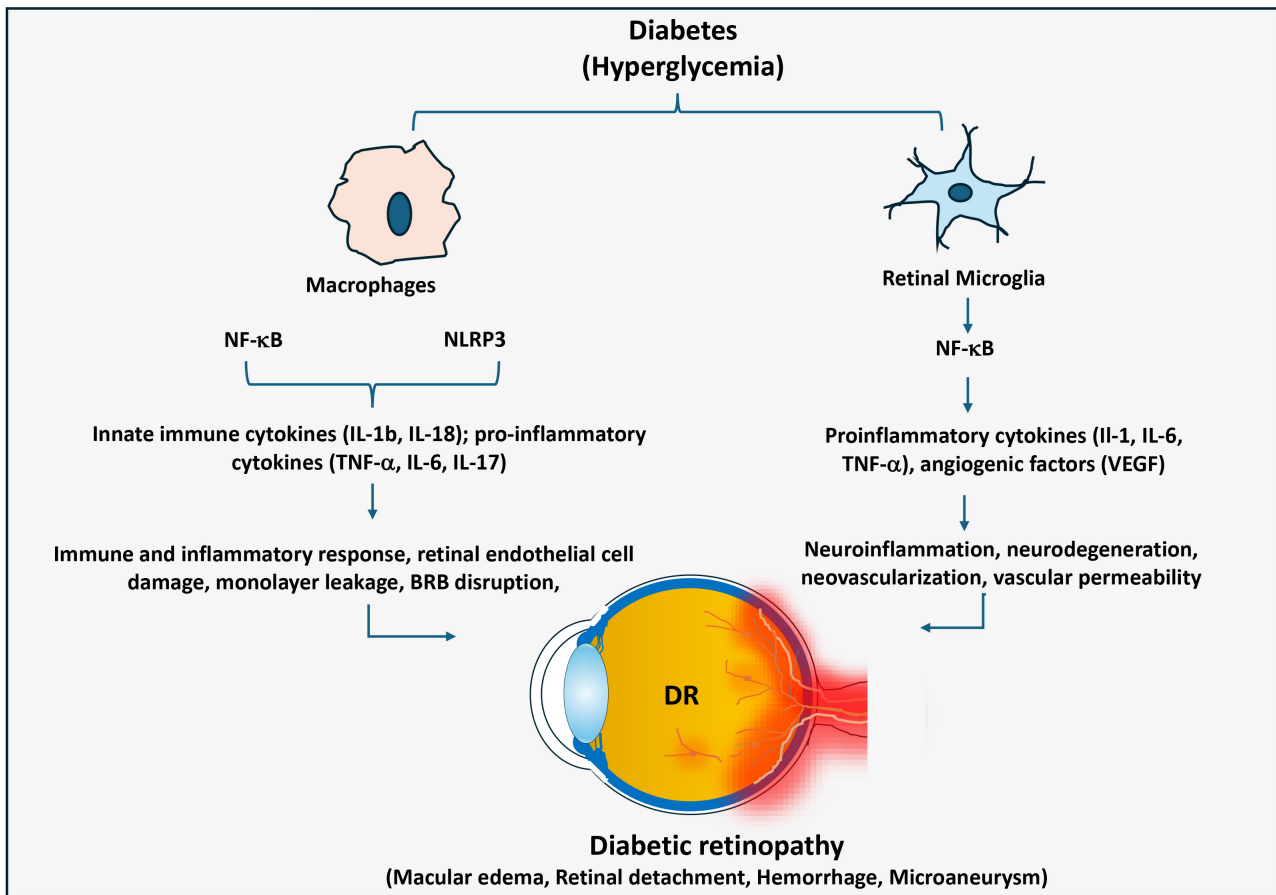 Diabetes
(Hyperglycemia)
Macrophages
Retinal Microglia
NF-κB
NLRP3
NF-κB
Innate immune cytokines (IL-1b, IL-18); pro-inflammatory
cytokines (TNF-α, IL-6, IL-17)
Proinflammatory cytokines (Il-1, IL-6,
TNF-α), angiogenic factors (VEGF)
Immune and inflammatory response, retinal endothelial cell
damage, monolayer leakage, BRB disruption,
Neuroinflammation, neurodegeneration,
neovascularization, vascular permeability
DR
Diabetic retinopathy
(Macular edema, Retinal detachment, Hemorrhage, Microaneurysm)